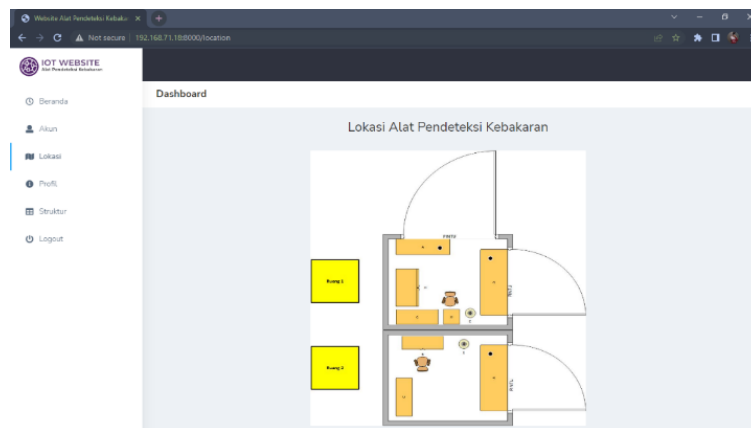 Website Alat Pendeteksi Kebaka
Not secure
192.168.71.18:8000/location
IOT WEBSITE
Alat Pendeteksi Kebakaran
Dashboard
Beranda
Akun
Lokasi
Profil
Struktur
Logout
Lokasi Alat Pendeteksi Kebakaran
Ruang 1
Ruang 2